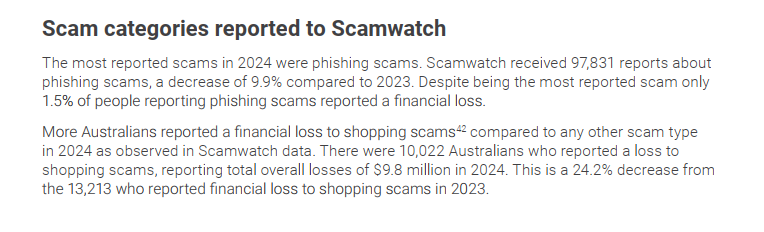 Scam categories reported to Scamwatch
The most reported scams in 2024 were phishing scams. Scamwatch received 97,831 reports about
phishing scams, a decrease of 9.9% compared to 2023. Despite being the most reported scam only
1.5% of people reporting phishing scams reported a financial loss.
More Australians reported a financial loss to shopping scams⁴² compared to any other scam type
in 2024 as observed in Scamwatch data. There were 10,022 Australians who reported a loss to
shopping scams, reporting total overall losses of $9.8 million in 2024. This is a 24.2% decrease from
the 13,213 who reported financial loss to shopping scams in 2023.